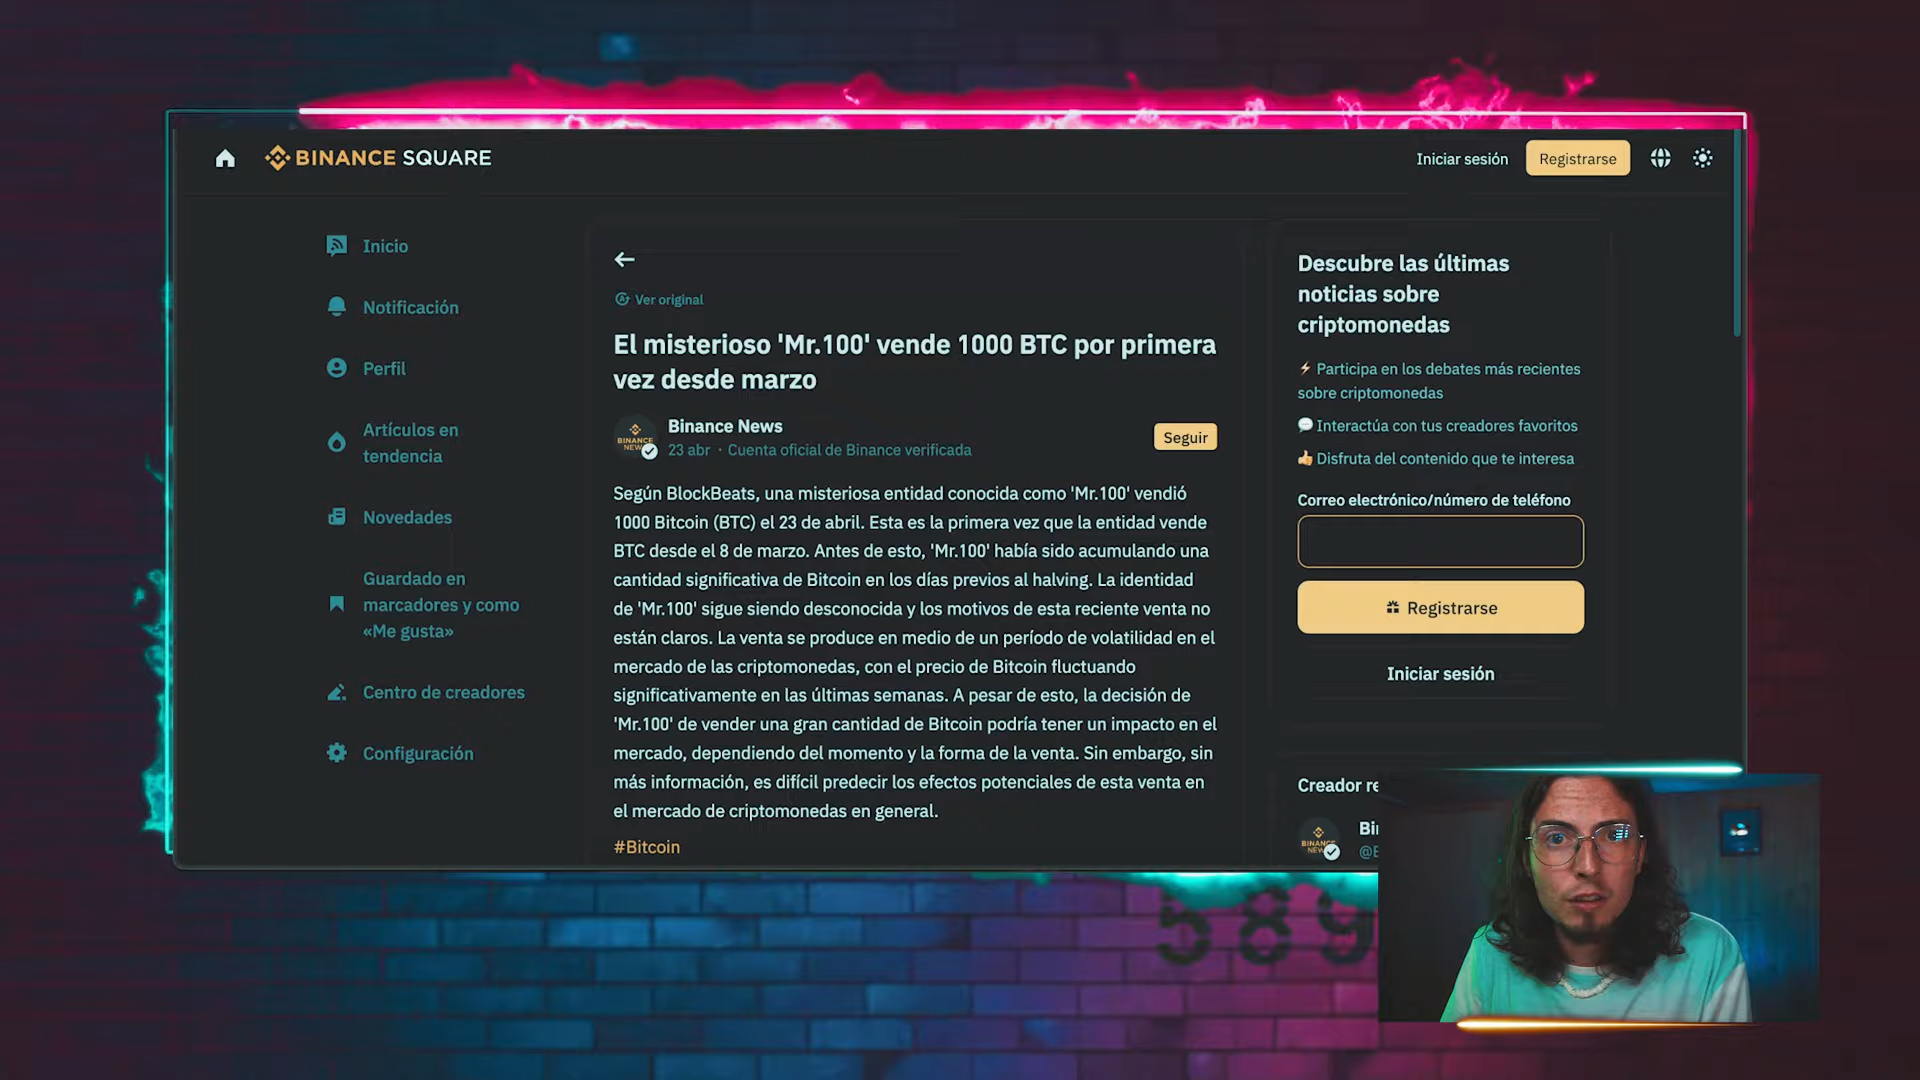 BINANCE SQUARE
Iniciar sesión
Registrarse
Inicio
Notificación
Perfil
Artículos en
tendencia
Novedades
Guardado en
marcadores y como
«Me gusta»
Centro de creadores
Configuración
Ver original
El misterioso 'Mr.100' vende 1000 BTC por primera
vez desde marzo
BINANCE
NEWS
Binance News
23 abr · Cuenta oficial de Binance verificada
Seguir
Según BlockBeats, una misteriosa entidad conocida como 'Mr.100' vendió
1000 Bitcoin (BTC) el 23 de abril. Esta es la primera vez que la entidad vende
BTC desde el 8 de marzo. Antes de esto, 'Mr.100' había sido acumulando una
cantidad significativa de Bitcoin en los días previos al halving. La identidad
de 'Mr.100' sigue siendo desconocida y los motivos de esta reciente venta no
están claros. La venta se produce en medio de un período de volatilidad en el
mercado de las criptomonedas, con el precio de Bitcoin fluctuando
significativamente en las últimas semanas. A pesar de esto, la decisión de
'Mr.100' de vender una gran cantidad de Bitcoin podría tener un impacto en el
mercado, dependiendo del momento y la forma de la venta. Sin embargo, sin
más información, es difícil predecir los efectos potenciales de esta venta en
el mercado de criptomonedas en general.
#Bitcoin
Descubre las últimas
noticias sobre
criptomonedas
⚡ Participa en los debates más recientes
sobre criptomonedas
💬 Interactúa con tus creadores favoritos
👍 Disfruta del contenido que te interesa
Correo electrónico/número de teléfono
Registrarse
Iniciar sesión
Creador re
BINANCE
Bi
589